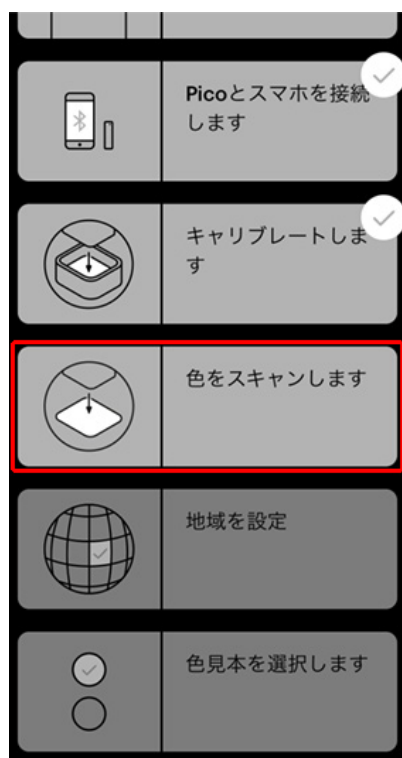 Picoとスマホを接続
します
キャリブレートしま
す
色をスキャンします
地域を設定
色見本を選択します